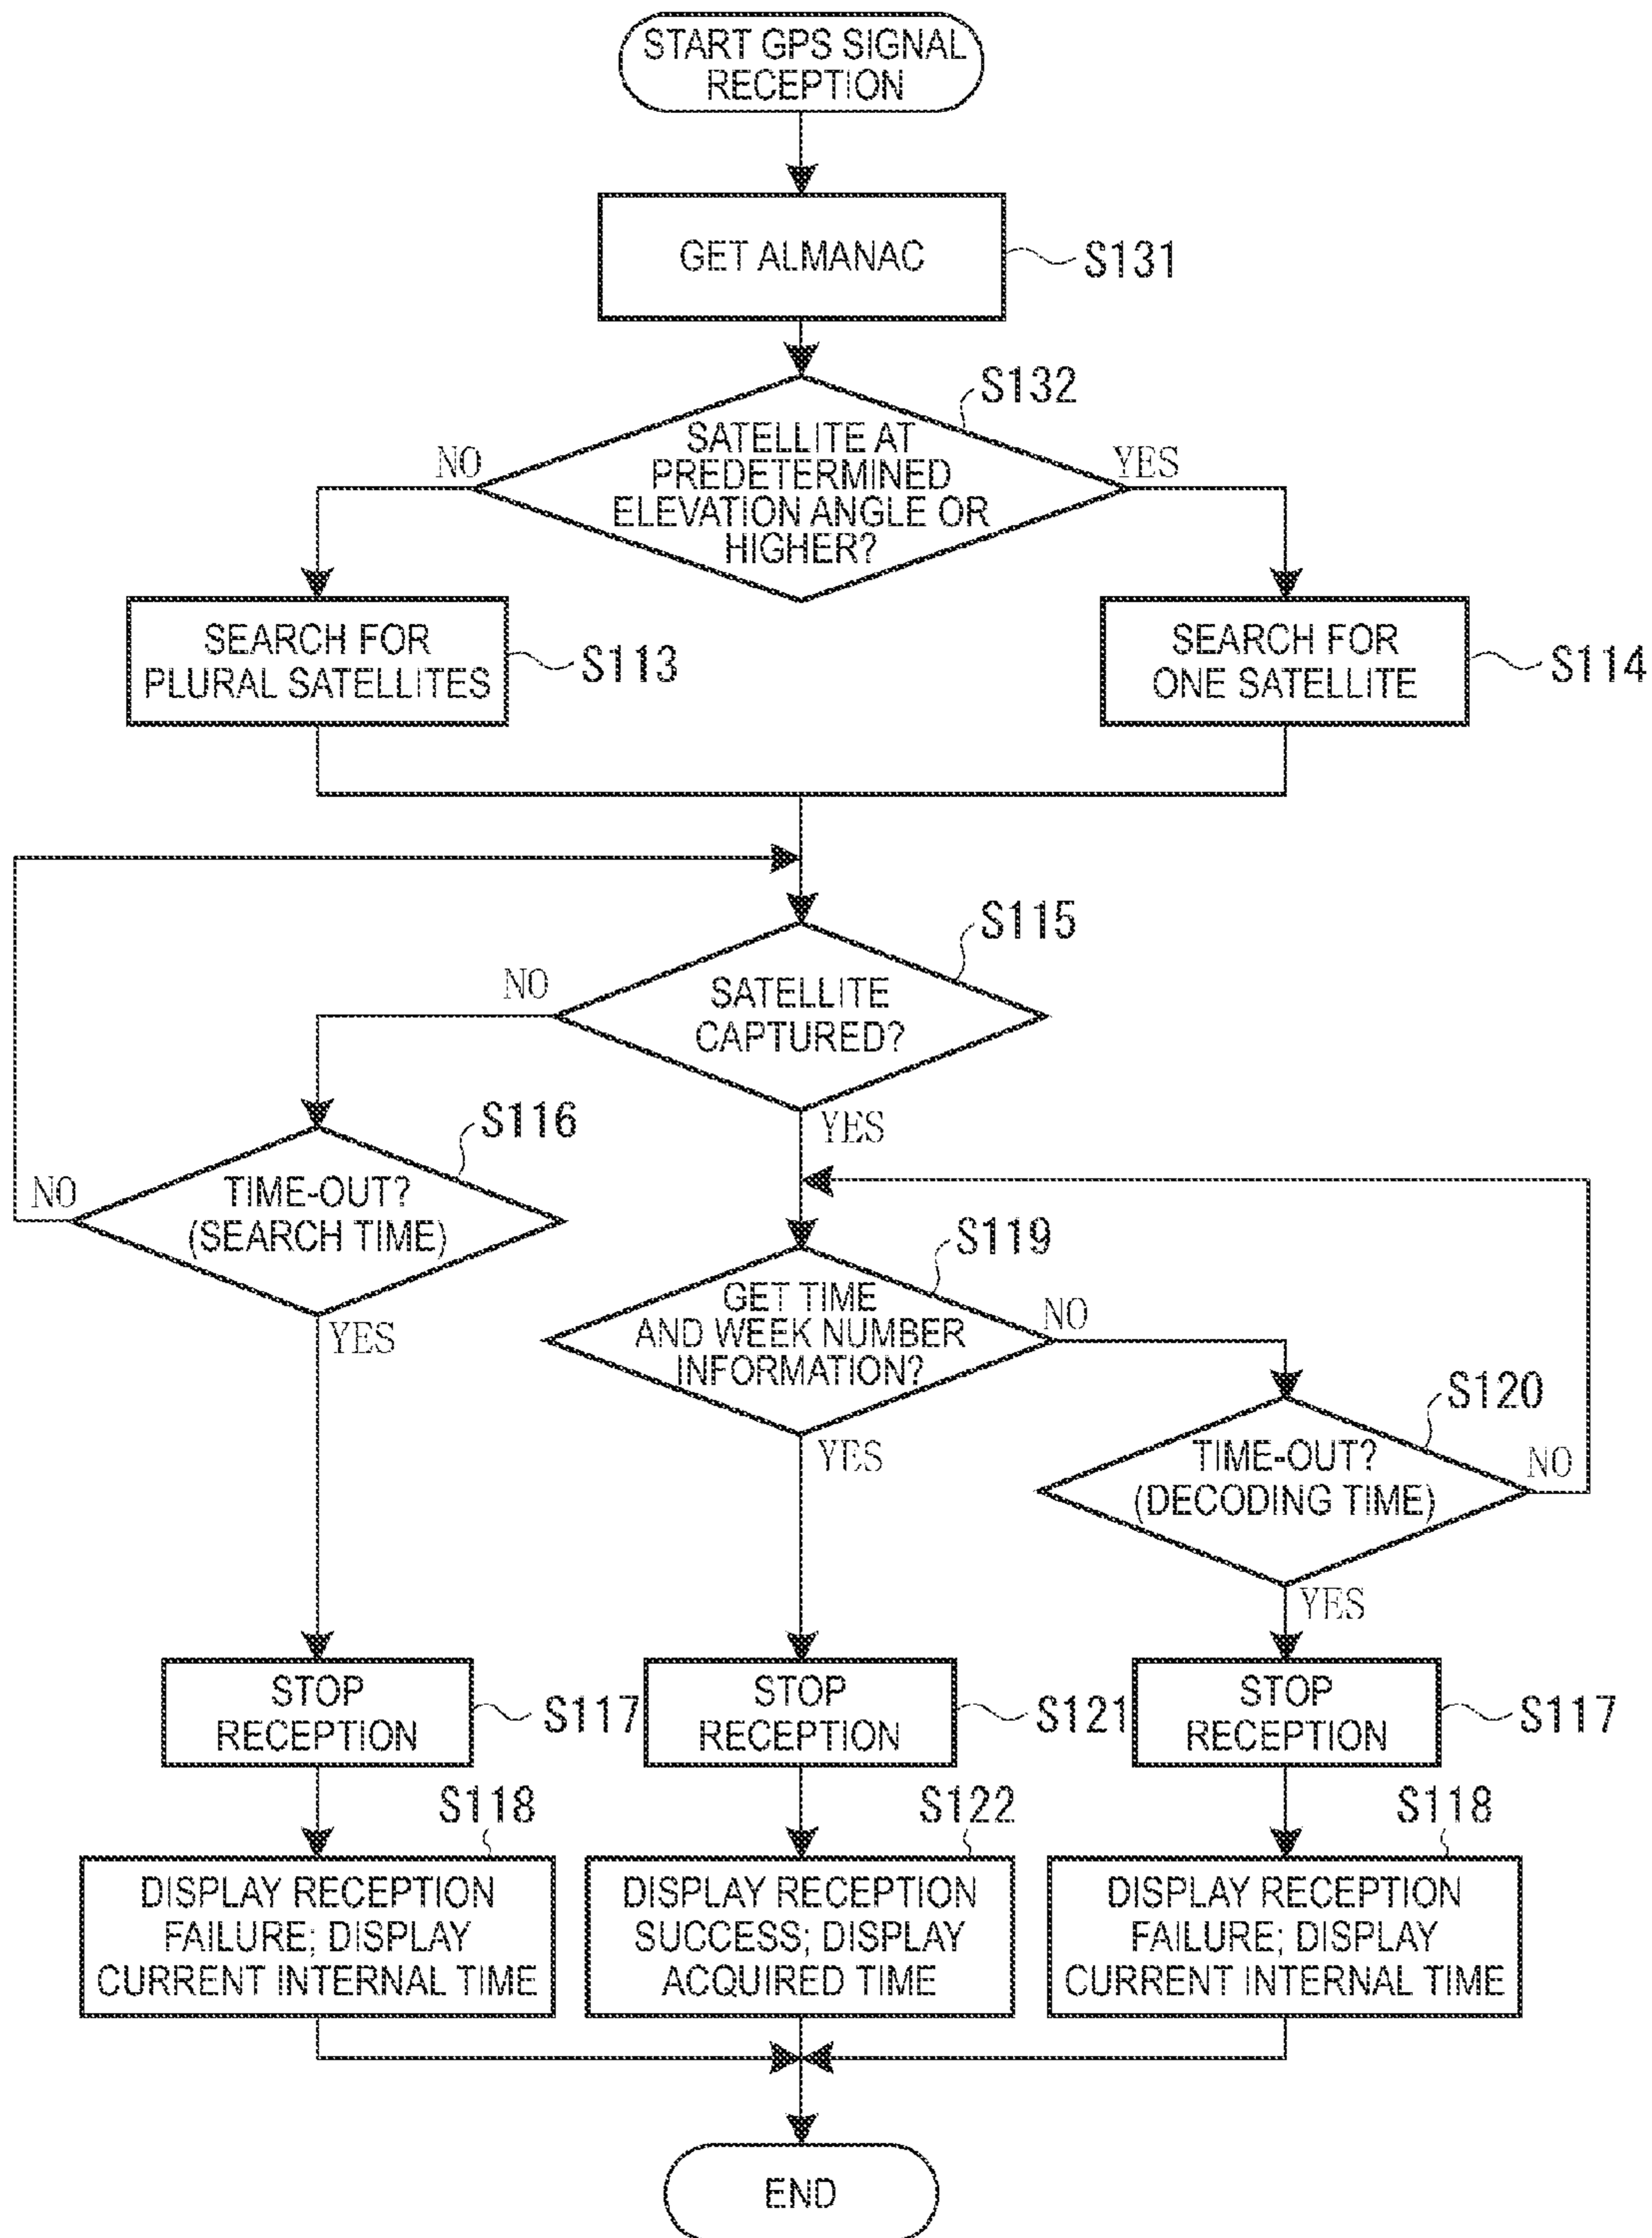 START GPS SIGNAL
RECEPTION
GET ALMANAC
S131
S132
SATELLITE AT
PREDETERMINED
ELEVATION ANGLE OR
HIGHER?
NO
YES
SEARCH FOR
PLURAL SATELLITES
S113
SEARCH FOR
ONE SATELLITE
S114
S115
SATELLITE
CAPTURED?
NO
YES
S116
TIME-OUT?
(SEARCH TIME)
NO
YES
S119
GET TIME
AND WEEK NUMBER
INFORMATION?
NO
YES
S120
TIME-OUT?
(DECODING TIME)
NO
YES
STOP
RECEPTION
S117
STOP
RECEPTION
S121
STOP
RECEPTION
S117
S118
DISPLAY RECEPTION
FAILURE; DISPLAY
CURRENT INTERNAL TIME
S122
DISPLAY RECEPTION
SUCCESS; DISPLAY
ACQUIRED TIME
S118
DISPLAY RECEPTION
FAILURE; DISPLAY
CURRENT INTERNAL TIME
END